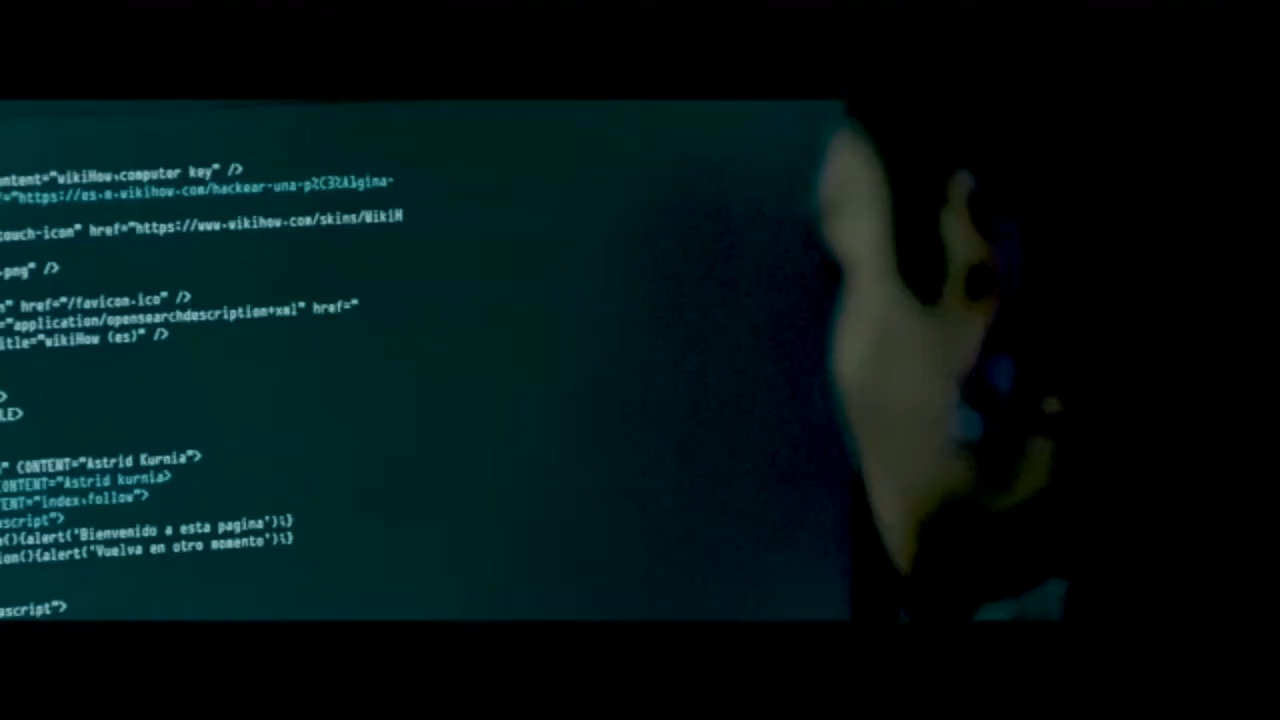 ontent="wikiHow,computer key" />
f="https://es.m.wikihow.com/hackear-una-p%C3%A1gina-
touch-icon" href="https://www.wikihow.com/skins/WikiH
.png" />
n" href="/favicon.ico" />
="application/opensearchdescription+xml" href="
itle="wikiHow (es)" />
>
LE>
" CONTENT="Astrid Kurnia">
CONTENT="Astrid kurnia>
TENT="index,follow">
ascript">
n(){alert('Bienvenido a esta pagina');}
ion(){alert('Vuelva en otro momento');}
ascript">